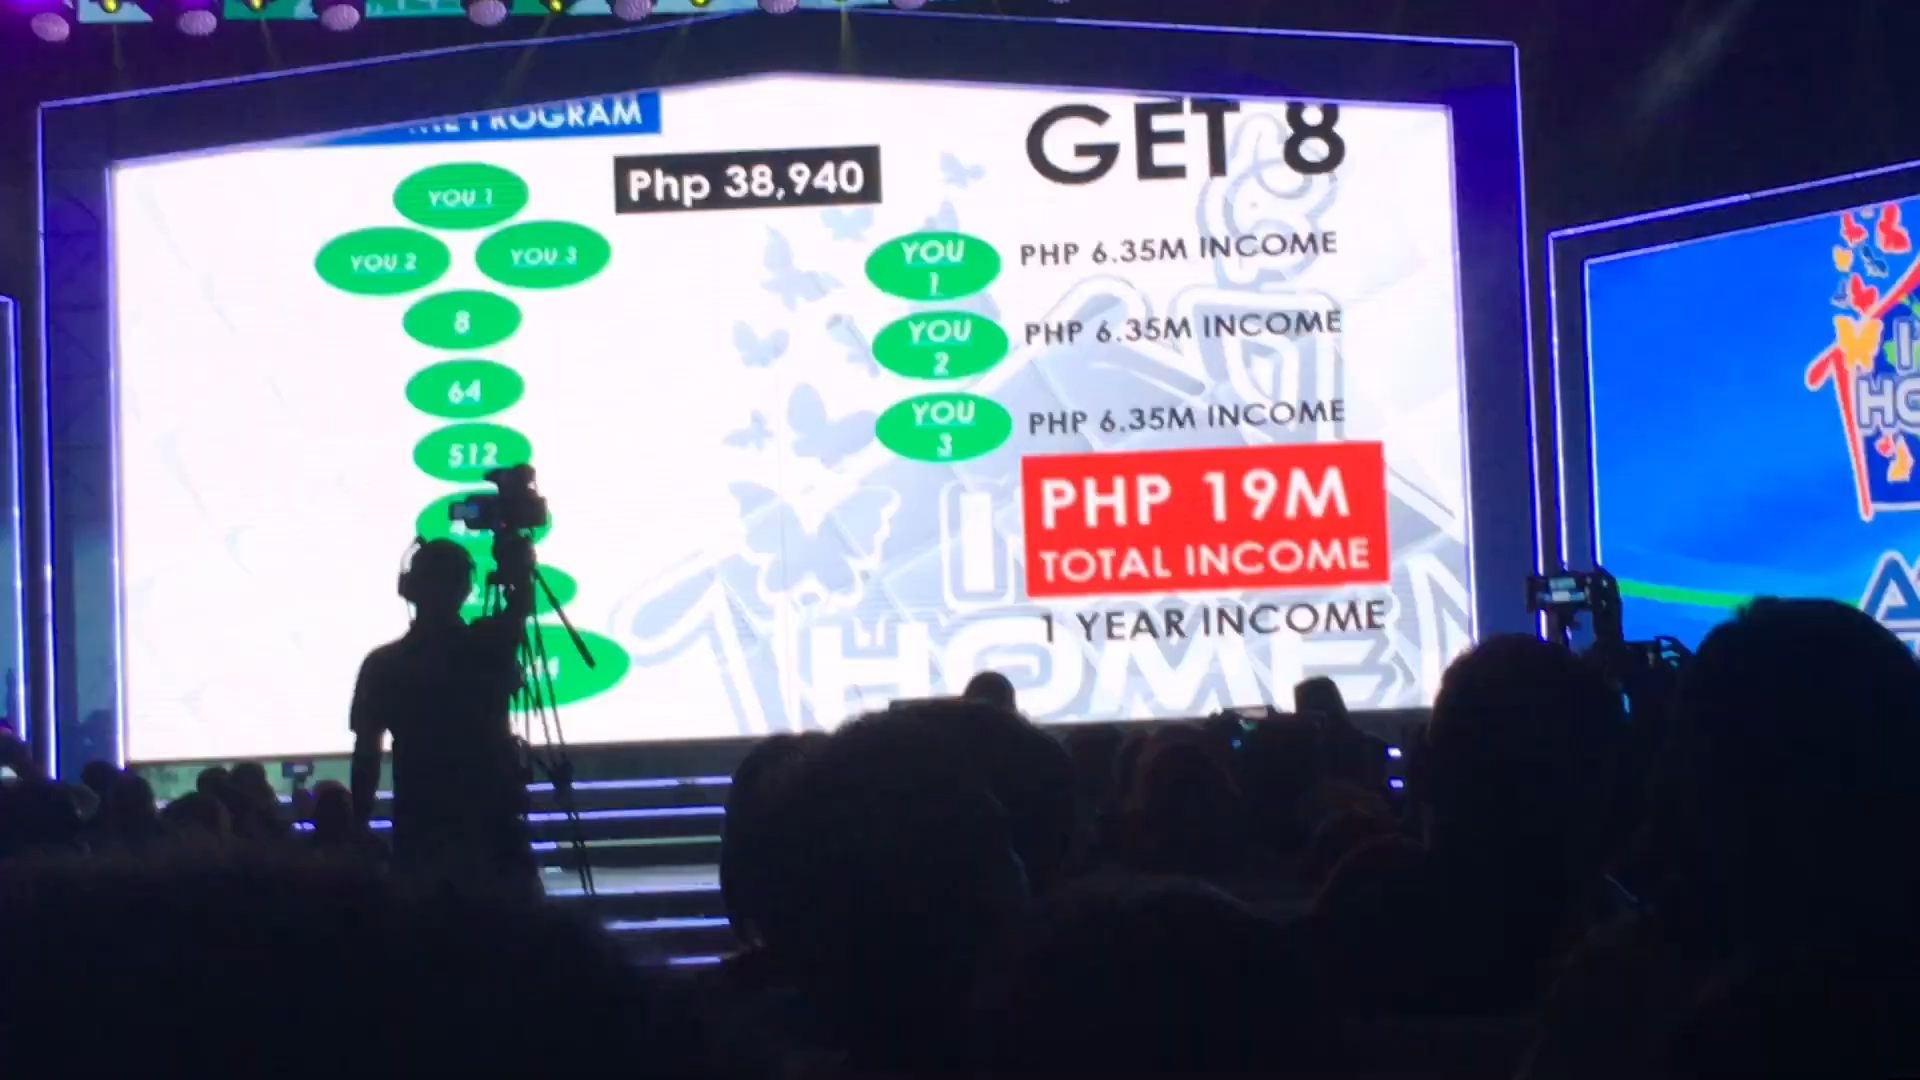 PROGRAM
GET 8
Php 38,940
YOU 1
YOU 2
YOU 3
8
64
512
YOU
1
PHP 6.35M INCOME
YOU
2
PHP 6.35M INCOME
YOU
3
PHP 6.35M INCOME
PHP 19M
TOTAL INCOME
1 YEAR INCOME
HOME